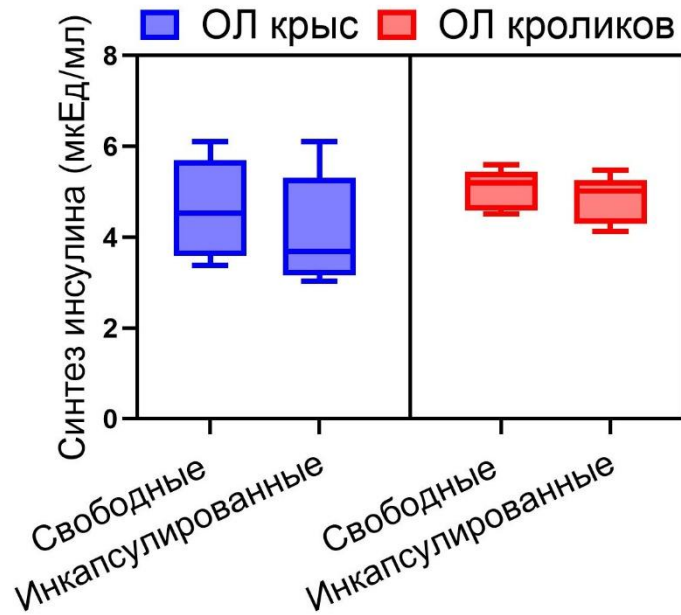 ОЛ крыс ОЛ кроликов
Синтез инсулина (мкЕд/мл)
8
6
4
2
0
Свободные
Инкапсулированные
Свободные
Инкапсулированные